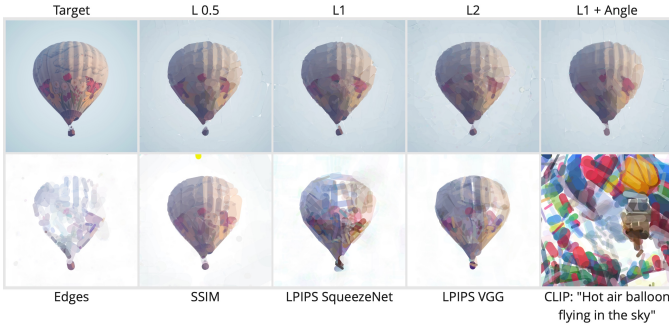 Target
L 0.5
L1
L2
L1 + Angle
Edges
SSIM
LPIPS SqueezeNet
LPIPS VGG
CLIP: "Hot air balloon
flying in the sky"